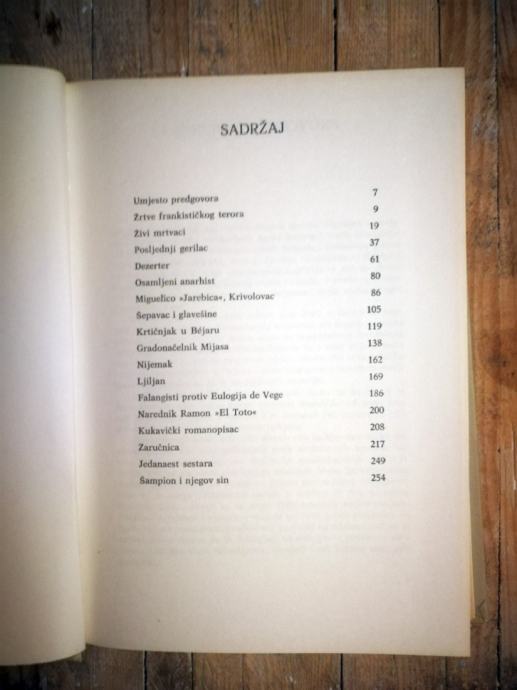 SADRŽAJ
Umjesto predgovora 7
Žrtve frankističkog terora 9
Živi mrtvaci 19
Posljednji gerilac 37
Dezerter 61
Osamljeni anarhist 80
Miguelico »Jarebica«, Krivolovac 86
Šepavac i glavešine 105
Krtičnjak u Béjaru 119
Gradonačelnik Mijasa 138
Nijemak 162
Ljiljan 169
Falangisti protiv Eulogija de Vege 186
Narednik Ramon »El Toto« 200
Kukavički romanopisac 208
Zaručnica 217
Jedanaest sestara 249
Šampion i njegov sin 254